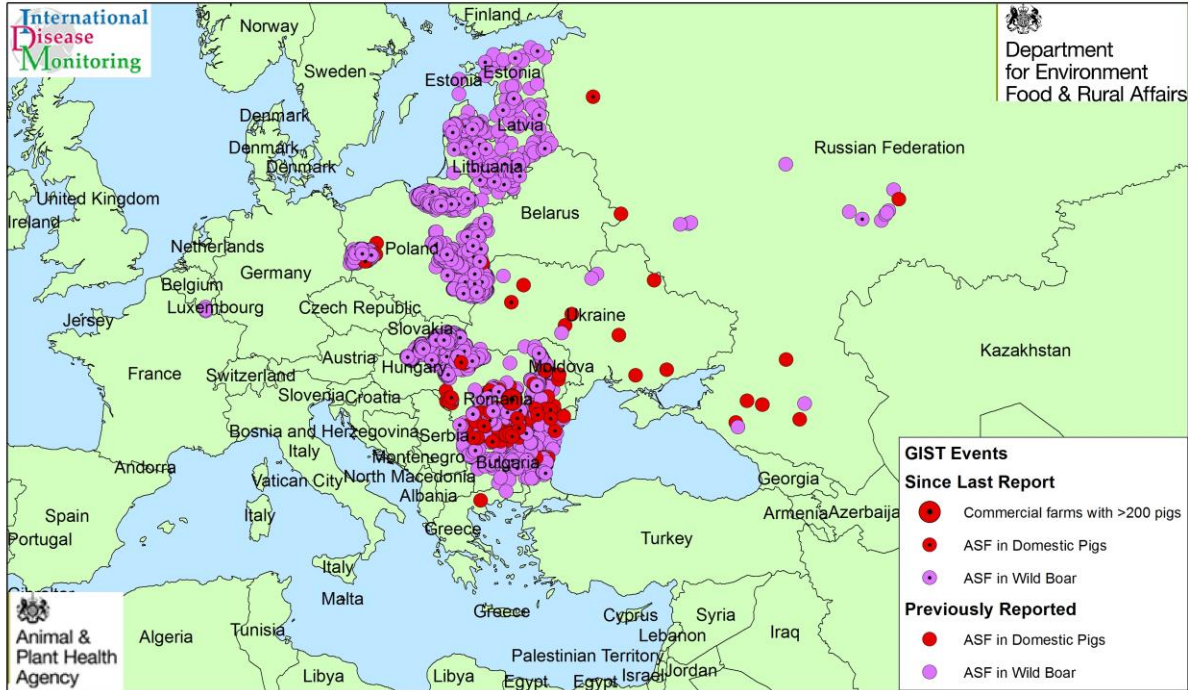 International
Disease
Monitoring
Department
for Environment
Food & Rural Affairs
Norway
Finland
Sweden
Estonia
Estonia
Denmark
Latvia
Russian Federation
Denmark
Denmark
Lithuania
United Kingdom
Ireland
Belarus
Netherlands
Poland
Germany
Belgium
Luxembourg
Czech Republic
Ukraine
Jersey
Slovakia
Kazakhstan
Austria
Moldova
Hungary
France
Switzerland
Slovenia
Croatia
Romania
Bosnia and Herzegovina
Serbia
Italy
Montenegro
Bulgaria
Andorra
Vatican City
North Macedonia
Georgia
Albania
Armenia
Azerbaija
Spain
Italy
Portugal
Greece
Turkey
Italy
Malta
Greece
Cyprus
Syria
Algeria
Tunisia
Lebanon
Iraq
Palestinian Territory
Israel
Jordan
Libya
Libya
Egypt
Egypt
GIST Events
Since Last Report
Commercial farms with >200 pigs
ASF in Domestic Pigs
ASF in Wild Boar
Previously Reported
ASF in Domestic Pigs
ASF in Wild Boar
Animal &
Plant Health
Agency